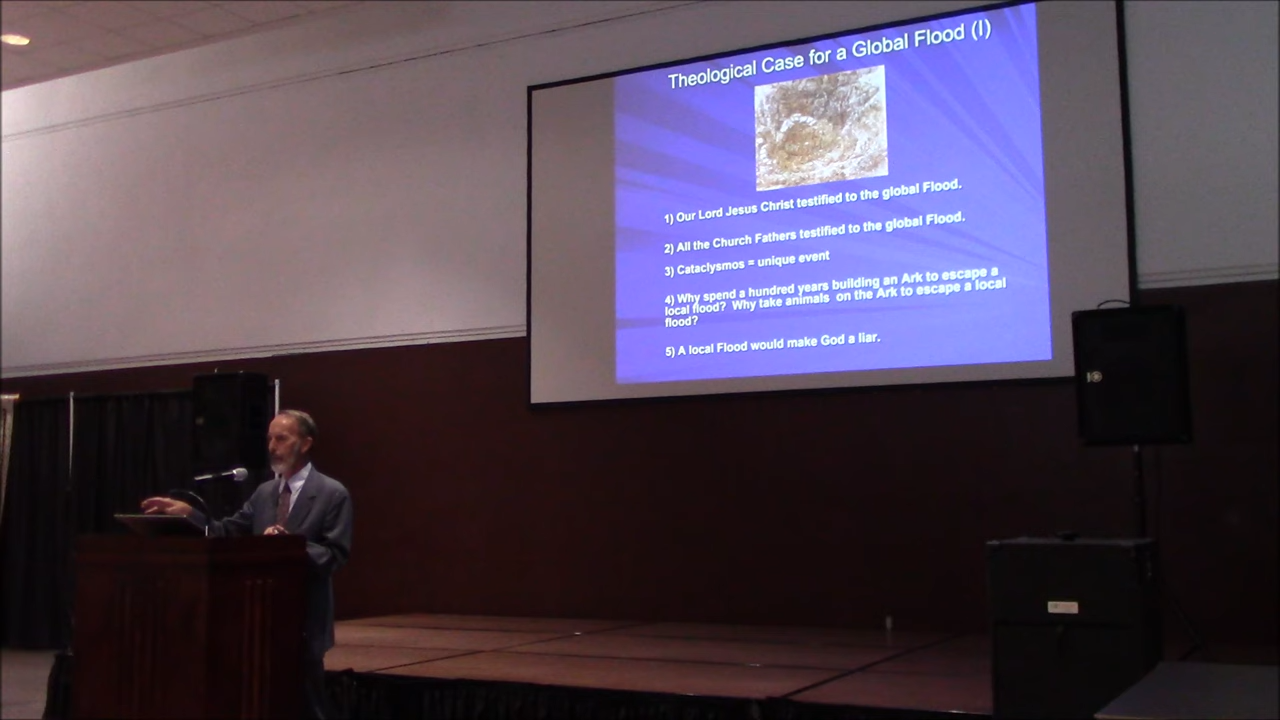 Theological Case for a Global Flood (I)
1) Our Lord Jesus Christ testified to the global Flood.
2) All the Church Fathers testified to the global Flood.
3) Cataclysmos = unique event
4) Why spend a hundred years building an Ark to escape a
local flood? Why take animals on the Ark to escape a local
flood?
5) A local Flood would make God a liar.